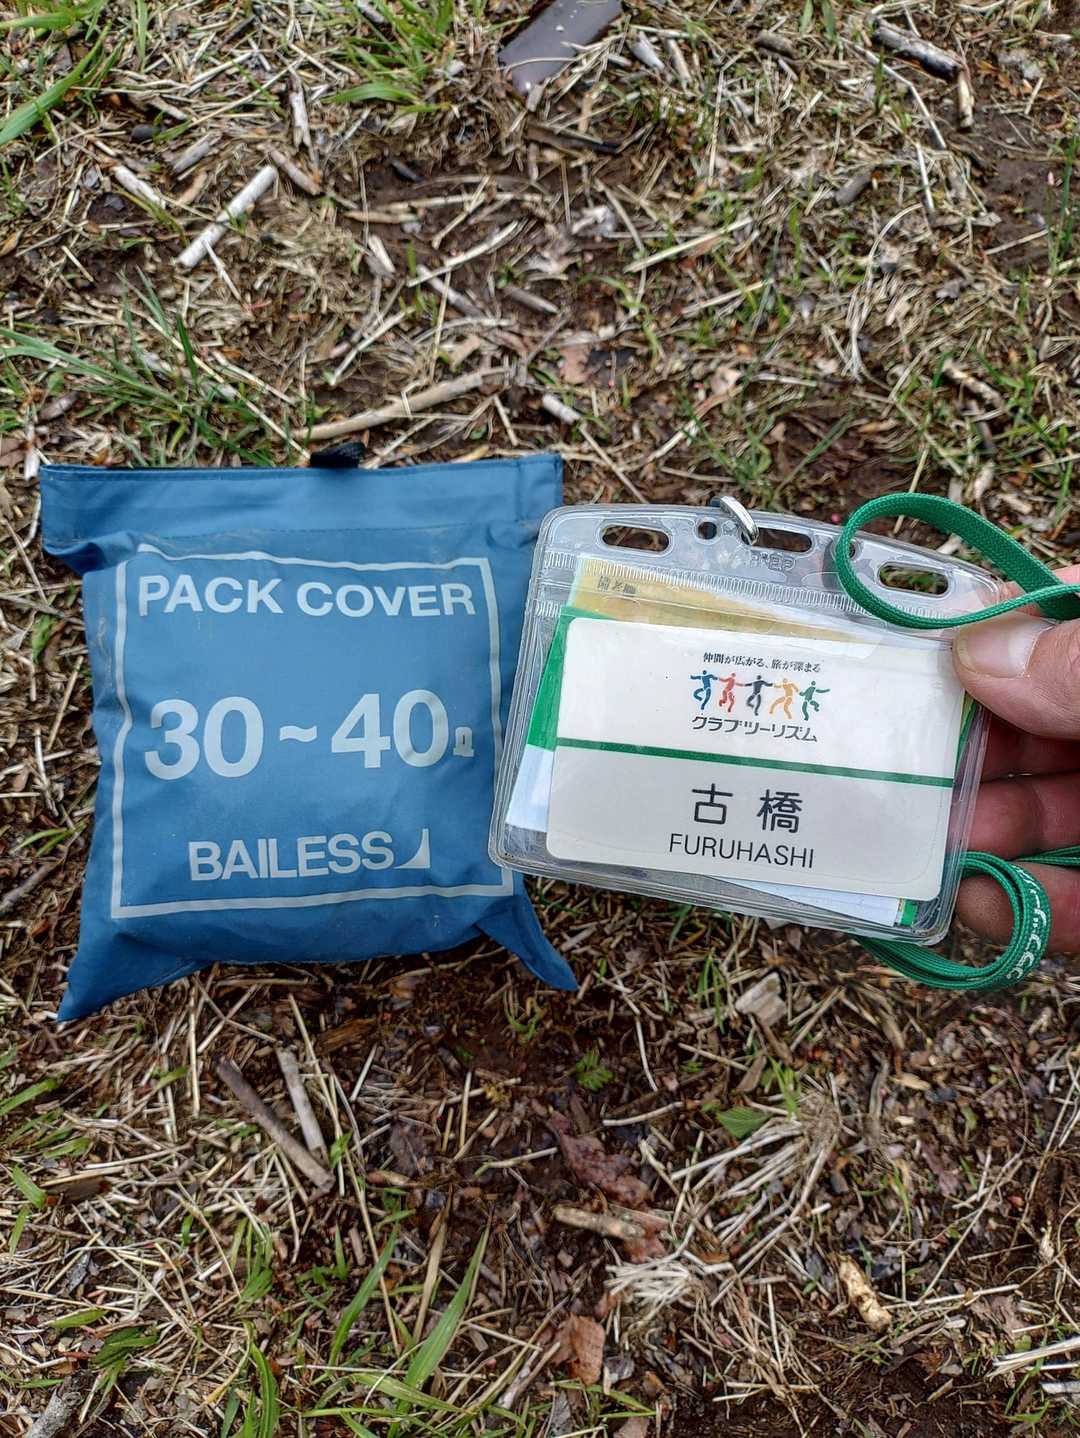 PACK COVER
30~40ℓ
BAILESS
仲間が広がる、旅が深まる
クラブツーリズム
古橋
FURUHASHI